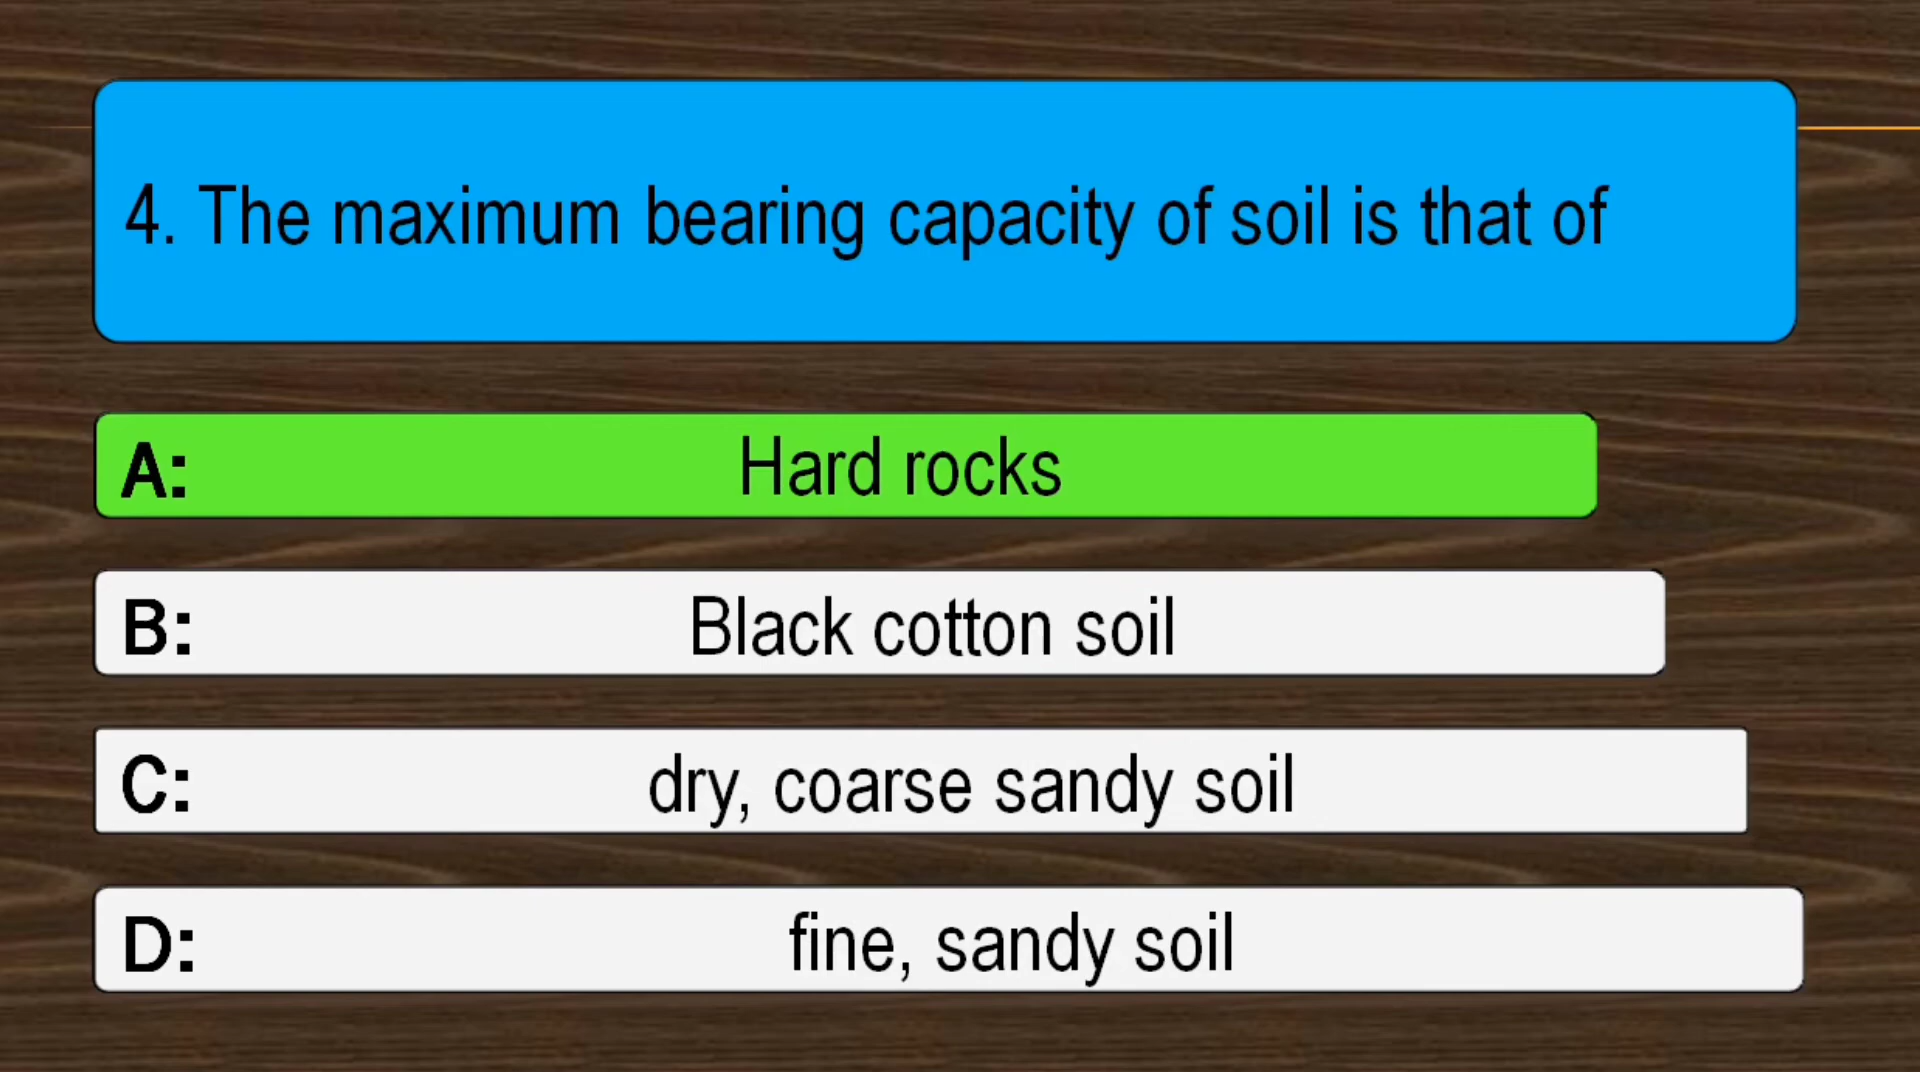 4. The maximum bearing capacity of soil is that of
A: Hard rocks
B: Black cotton soil
C: dry, coarse sandy soil
D: fine, sandy soil